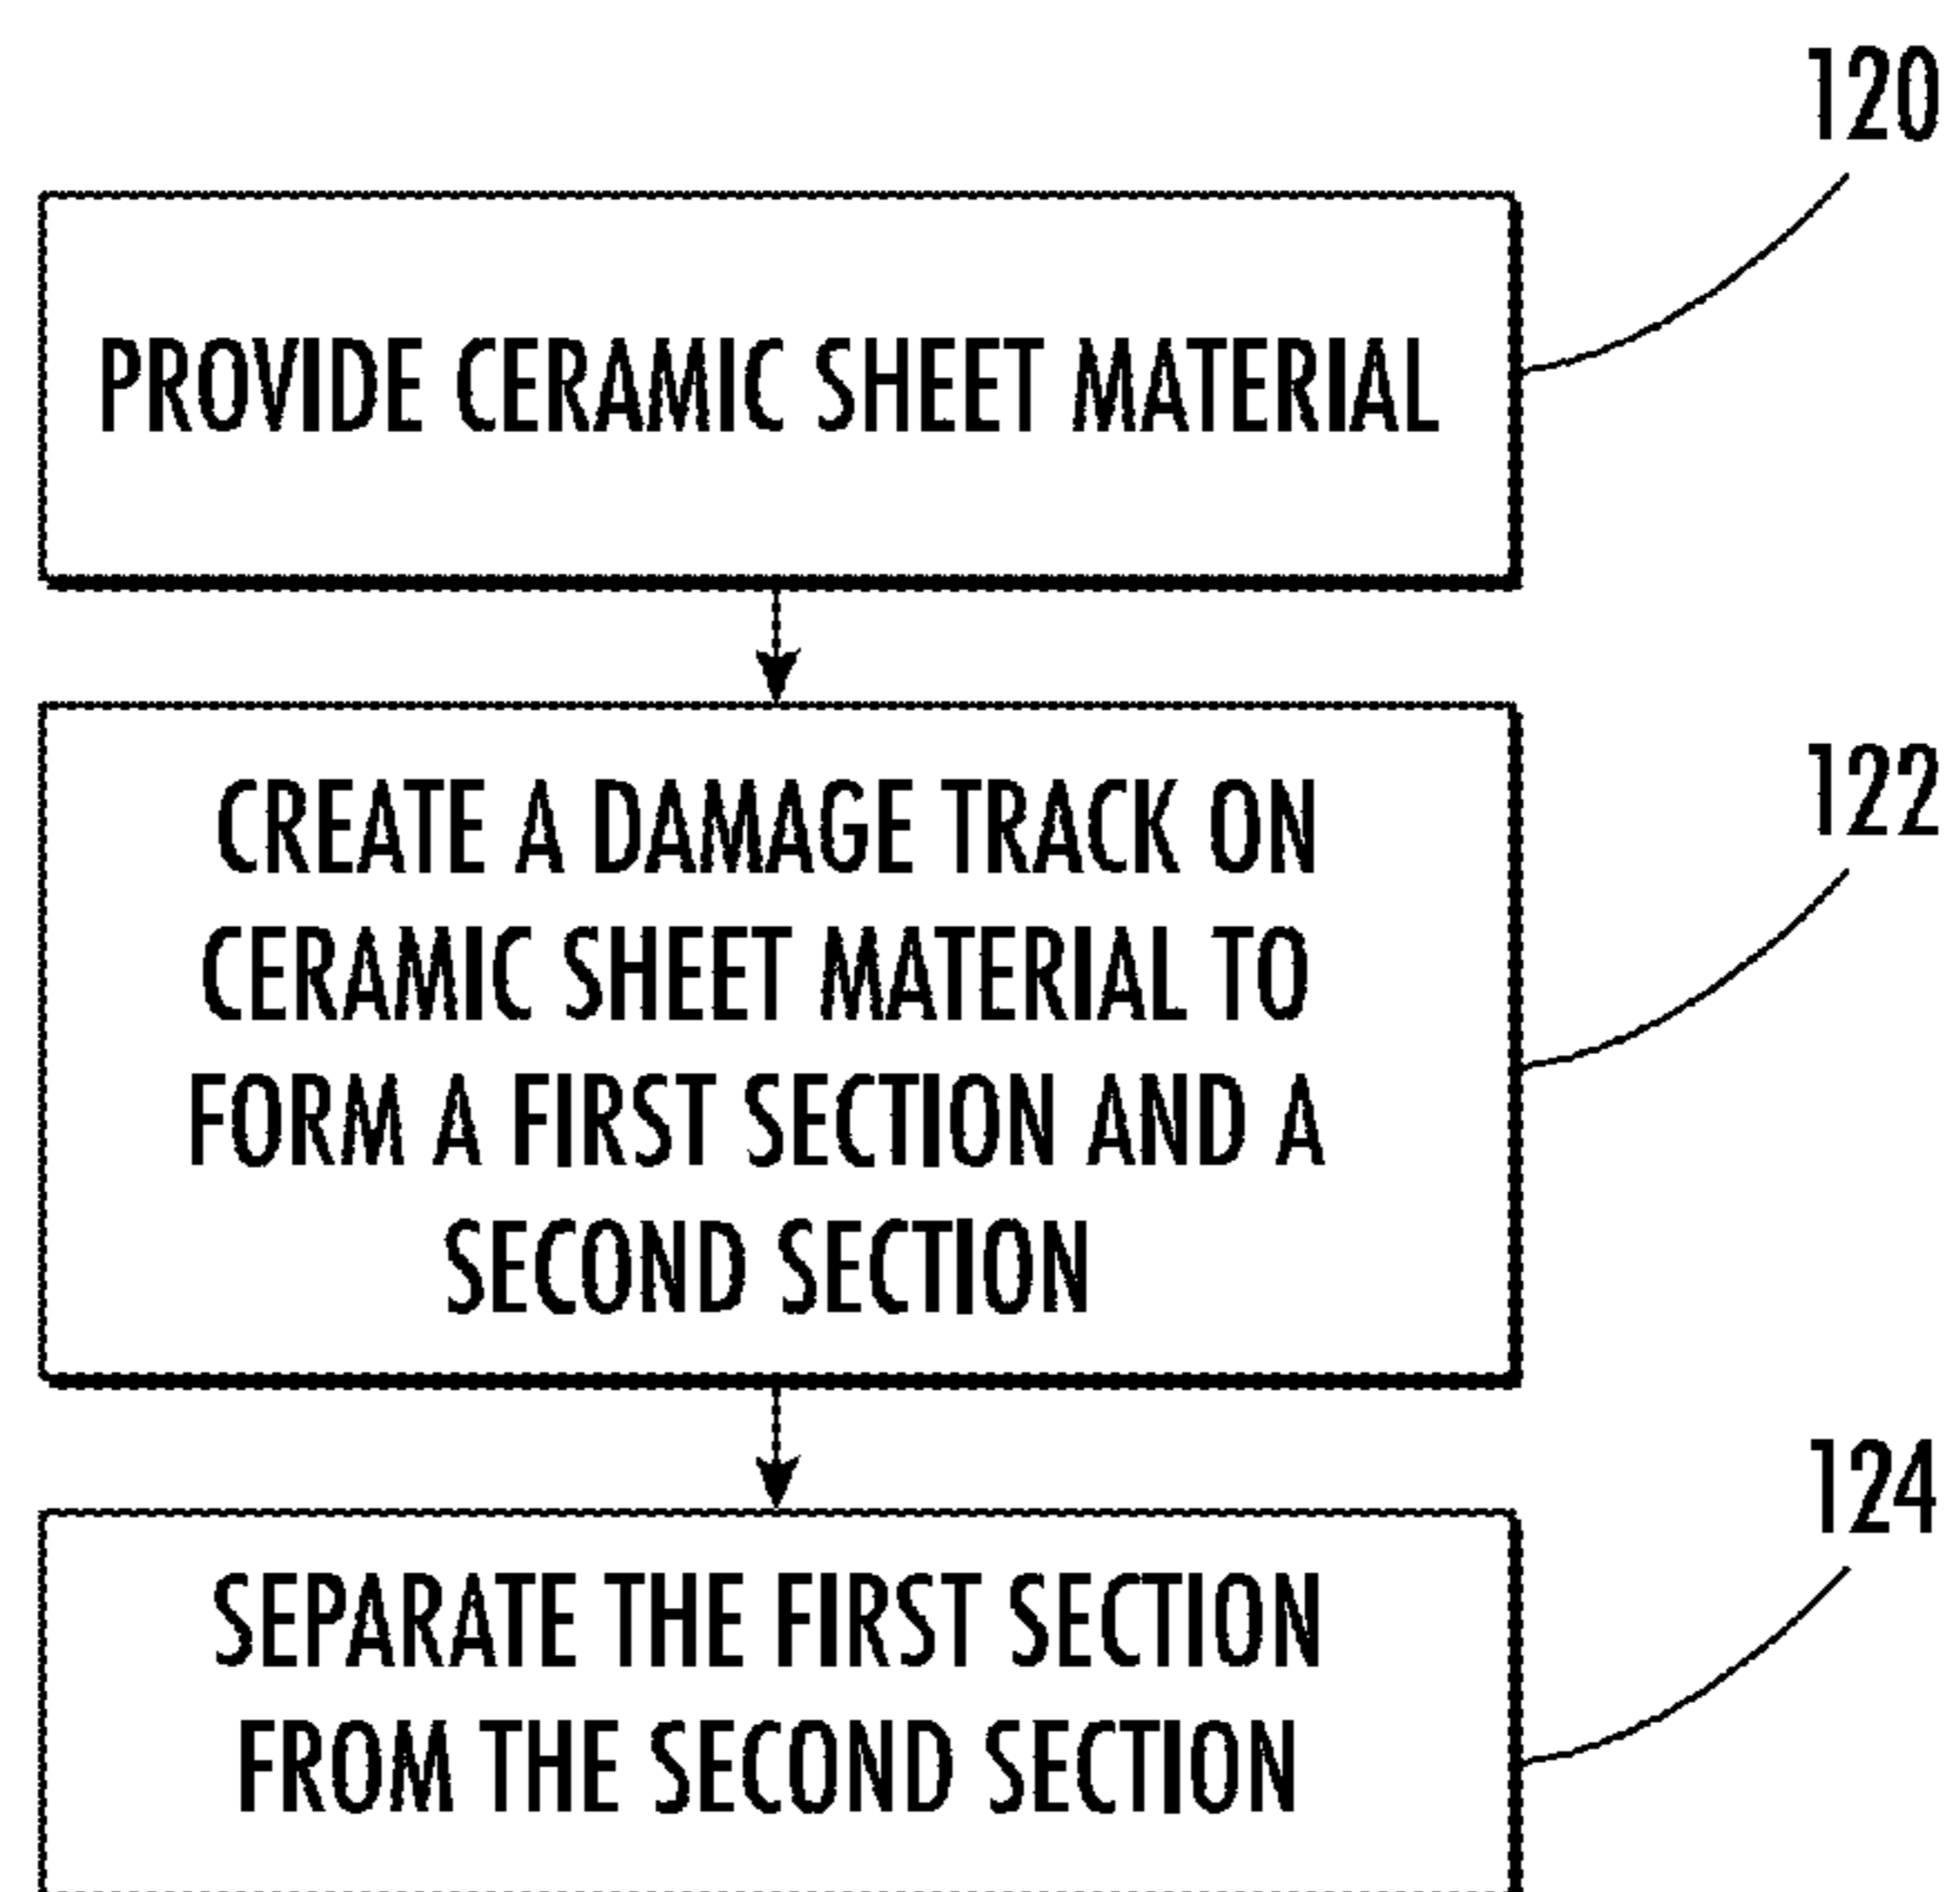 120
PROVIDE CERAMIC SHEET MATERIAL
122
CREATE A DAMAGE TRACK ON
CERAMIC SHEET MATERIAL TO
FORM A FIRST SECTION AND A
SECOND SECTION
124
SEPARATE THE FIRST SECTION
FROM THE SECOND SECTION